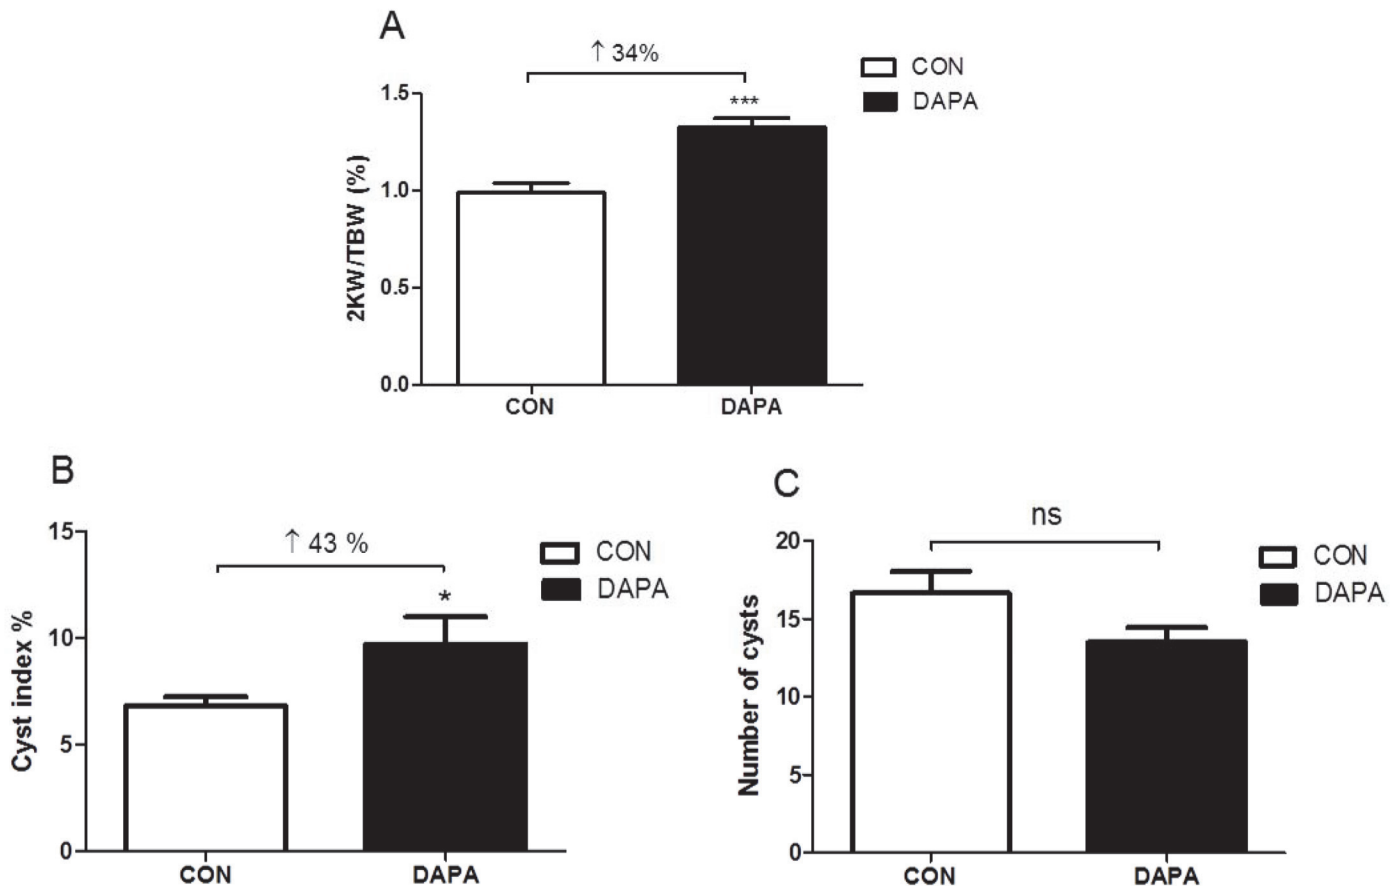 A
↑ 34%
CON
DAPA
***
1.5
1.0
0.5
0.0
2KW/TBW (%)
CON DAPA
B
↑ 43 %
CON
DAPA
*
15
10
5
0
Cyst index %
CON DAPA
C
ns
CON
DAPA
20
15
10
5
0
Number of cysts
CON DAPA